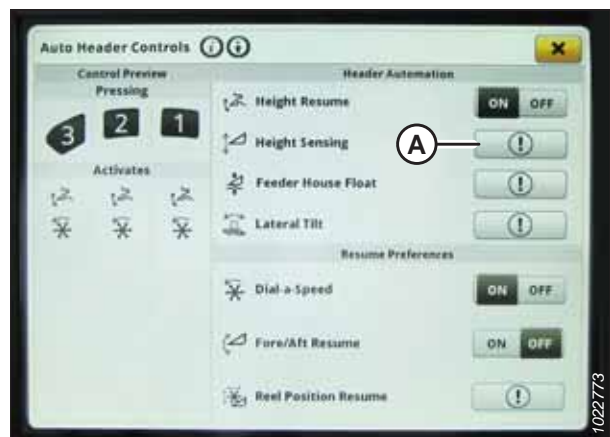 Auto Header Controls
Control Preview
Pressing
3 2 1
Activates
Header Automation
Height Resume ON OFF
Height Sensing
A
Feeder House Float
Lateral Tilt
Resume Preferences
Dial-a-Speed ON OFF
Fore/Aft Resume ON OFF
Reel Position Resume
1022773